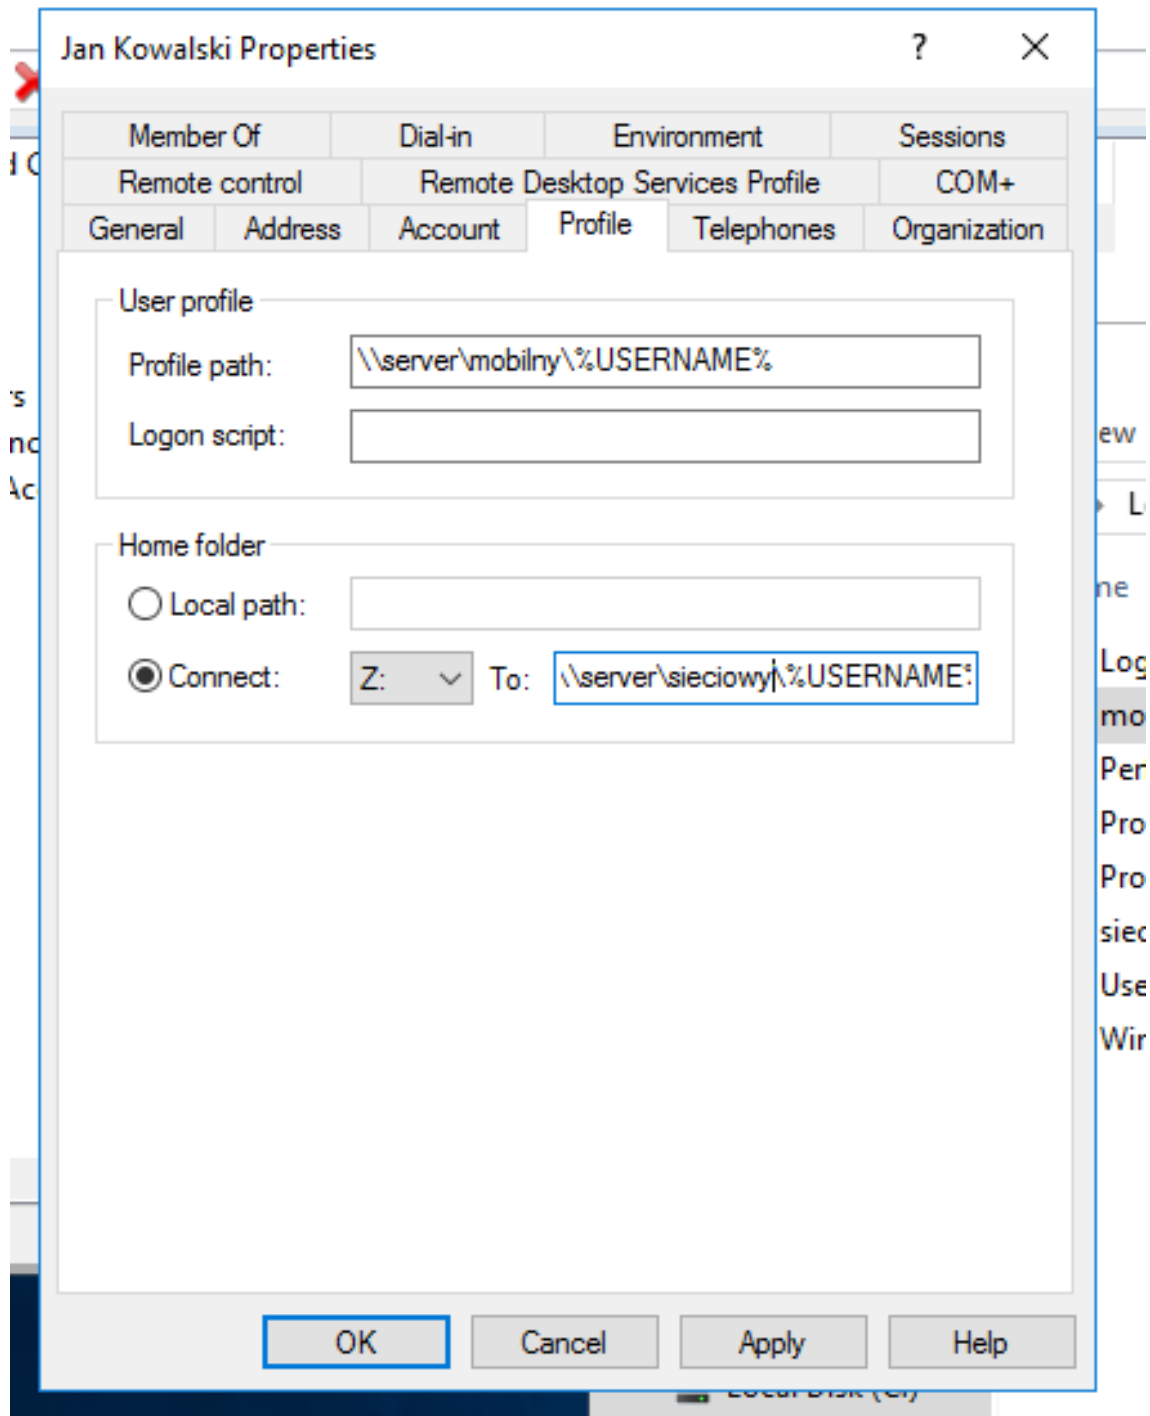 Jan Kowalski Properties ?
Member Of Dial-in Environment Sessions
Remote control Remote Desktop Services Profile COM+
General Address Account Profile Telephones Organization
User profile
Profile path: \\server\mobilny\%USERNAME%
Logon script:
Home folder
Local path:
Connect: Z: To: \\server\sieciowy\%USERNAME%
OK Cancel Apply Help
ew
Log
mo
Per
Pro
Pro
siec
Use
Local Disk (C:)